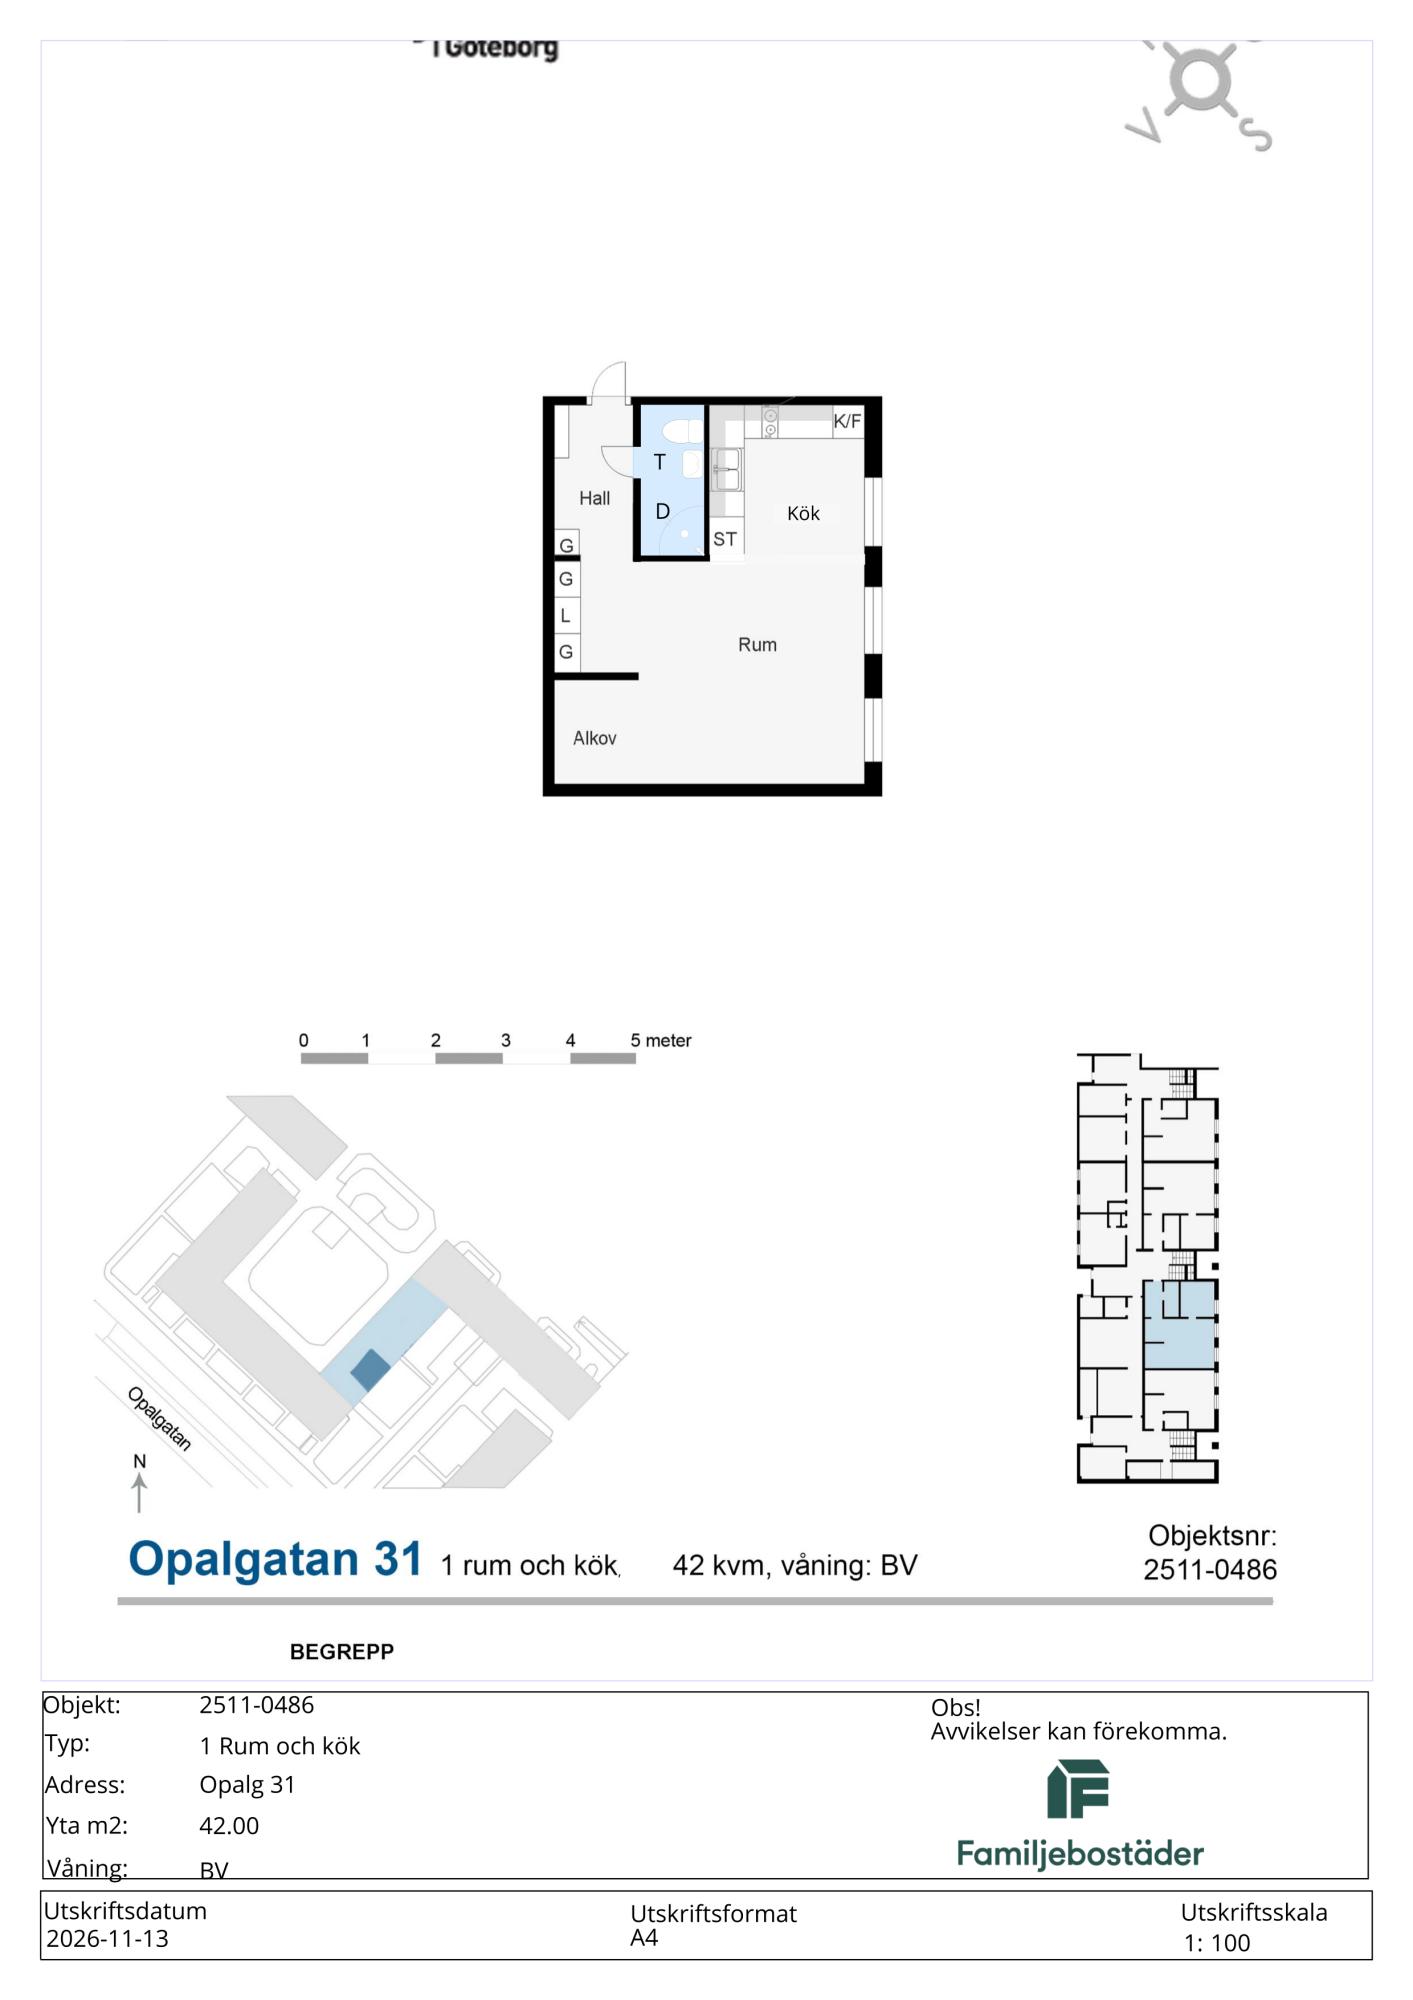 i Göteborg
V
S
K/F
T
Hall
D
Kök
ST
G
G
L
Rum
G
Alkov
0 1 2 3 4 5 meter
Opalgatan
N
Opalgatan 31 1 rum och kök, 42 kvm, våning: BV
Objektsnr:
2511-0486
BEGREPP
Objekt: 2511-0486
Typ: 1 Rum och kök
Adress: Opalg 31
Yta m2: 42.00
Våning: BV
Obs!
Avvikelser kan förekomma.
F
Familjebostäder
Utskriftsdatum
2026-11-13
Utskriftsformat
A4
Utskriftsskala
1: 100